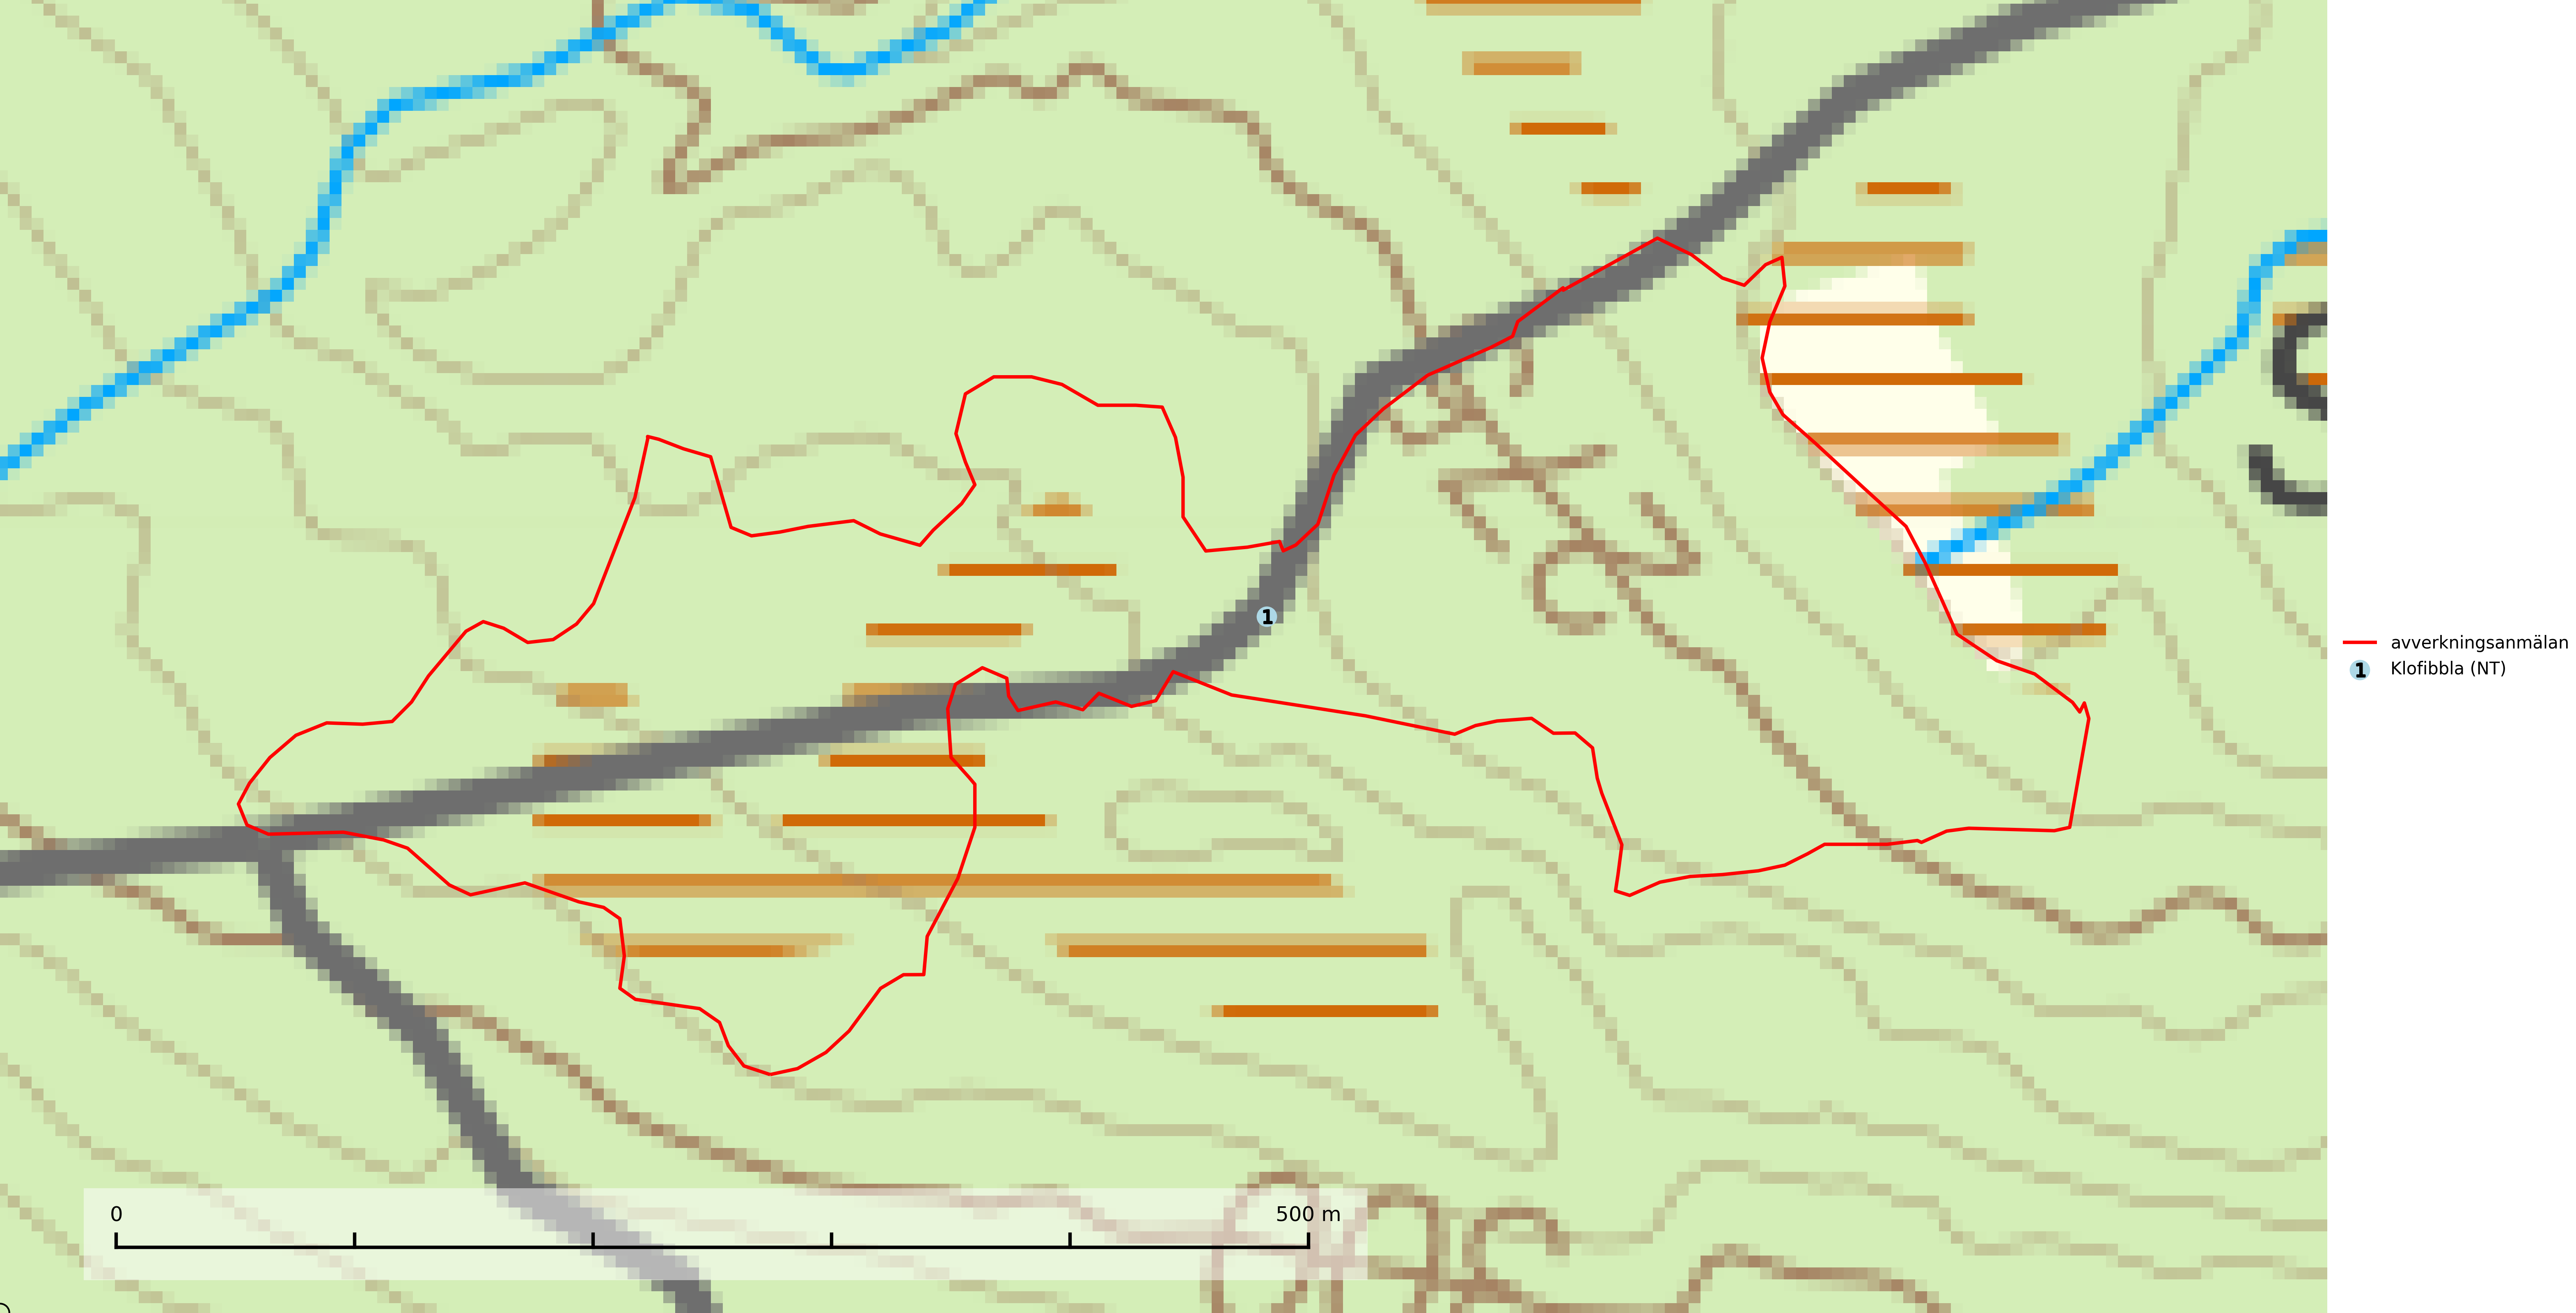 1
0
500 m
avverkningsanmälan
1 Klofibbla (NT)